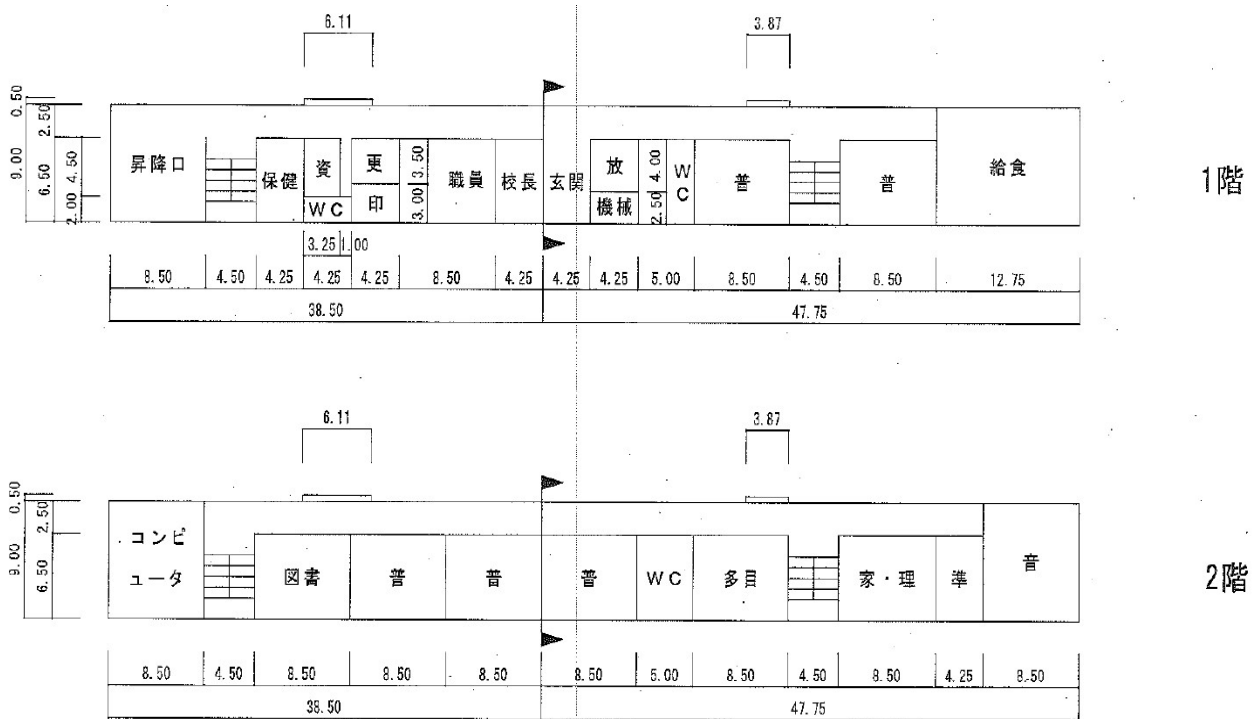 6.11
3.87
0.50
2.50
9.00
6.50
4.50
2.00
昇降口
保健
資
WC
更
印
3.50
3.00
職員
校長
玄関
放
機械
4.00
2.50
WC
普
普
給食
1階
3.25
1.00
8.50
4.50
4.25
4.25
4.25
8.50
4.25
4.25
4.25
5.00
8.50
4.50
8.50
12.75
38.50
47.75
6.11
3.87
0.50
2.50
9.00
6.50
コンピ
ュータ
図書
普
普
普
WC
多目
家・理
準
音
2階
8.50
4.50
8.50
8.50
8.50
8.50
5.00
8.50
4.50
8.50
4.25
8.50
38.50
47.75